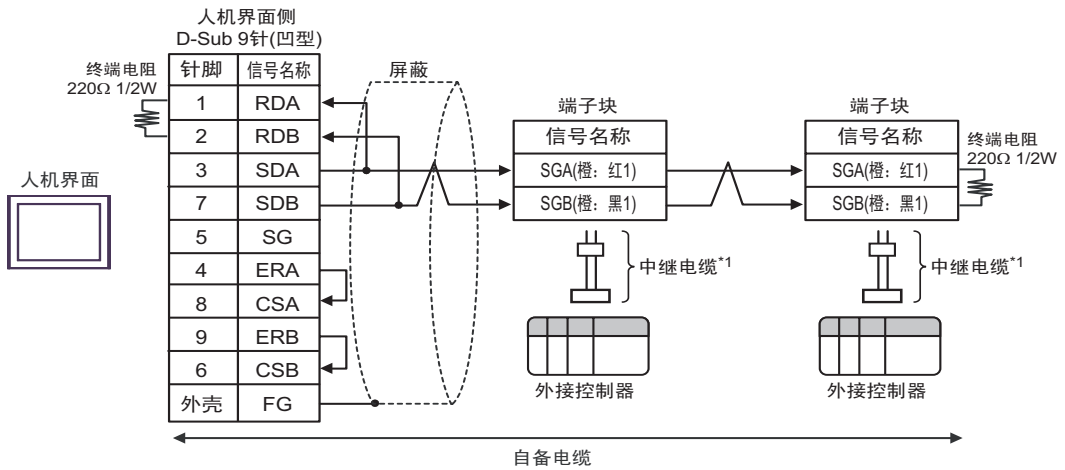 人机界面侧
D-Sub 9针(凹型)
终端电阻
220Ω 1/2W
针脚 信号名称
1 RDA
2 RDB
3 SDA
7 SDB
5 SG
4 ERA
8 CSA
9 ERB
6 CSB
外壳 FG
屏蔽
人机界面
端子块
信号名称
SGA(橙：红1)
SGB(橙：黑1)
中继电缆*1
外接控制器
端子块
信号名称
SGA(橙：红1)
SGB(橙：黑1)
终端电阻
220Ω 1/2W
中继电缆*1
外接控制器
自备电缆